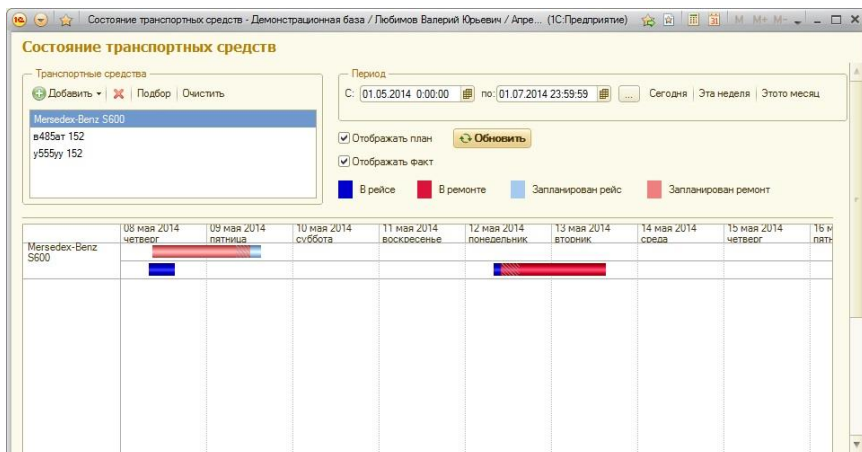 Состояние транспортных средств - Демонстрационная база / Любимов Валерий Юрьевич / Апре... (1С:Предприятие)
M M+ M-
Состояние транспортных средств
Транспортные средства
Добавить Подбор Очистить
Mersedex-Benz S600
в485ат 152
у555уу 152
Период
С: 01.05.2014 0:00:00 по: 01.07.2014 23:59:59 ... Сегодня Эта неделя Этото месяц
Отображать план Обновить
Отображать факт
В рейсе В ремонте Запланирован рейс Запланирован ремонт
08 мая 2014 09 мая 2014 10 мая 2014 11 мая 2014 12 мая 2014 13 мая 2014 14 мая 2014 15 мая 2014 16 м
четверг пятница суббота воскресенье понедельник вторник среда четверг пятн
Mersedex-Benz
S600